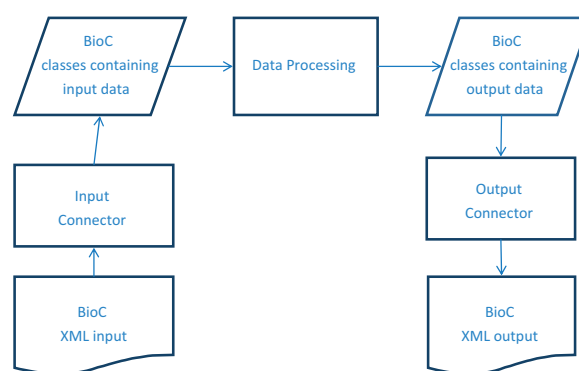 BioC
classes containing
input data
Data Processing
BioC
classes containing
output data
Input
Connector
Output
Connector
BioC
XML input
BioC
XML output